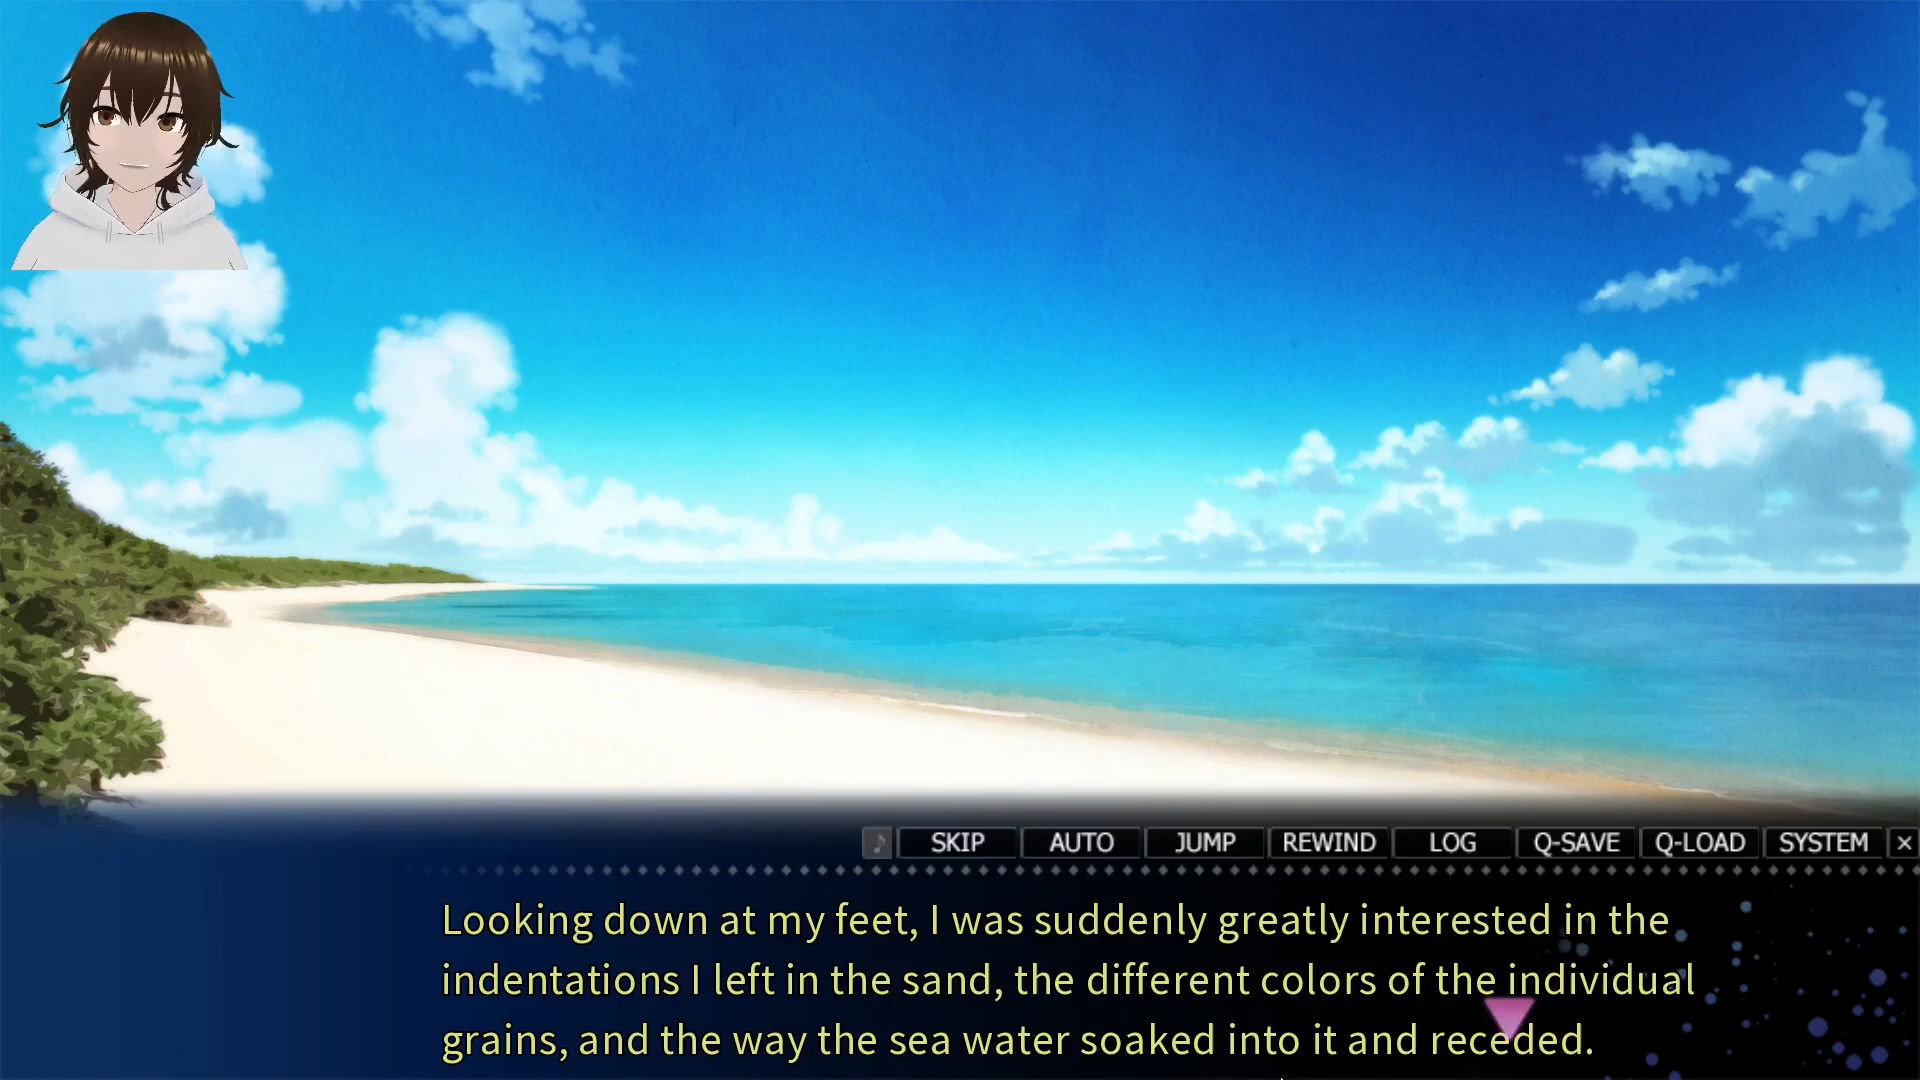 SKIP AUTO JUMP REWIND LOG Q-SAVE Q-LOAD SYSTEM ×
Looking down at my feet, I was suddenly greatly interested in the
indentations I left in the sand, the different colors of the individual
grains, and the way the sea water soaked into it and receded.